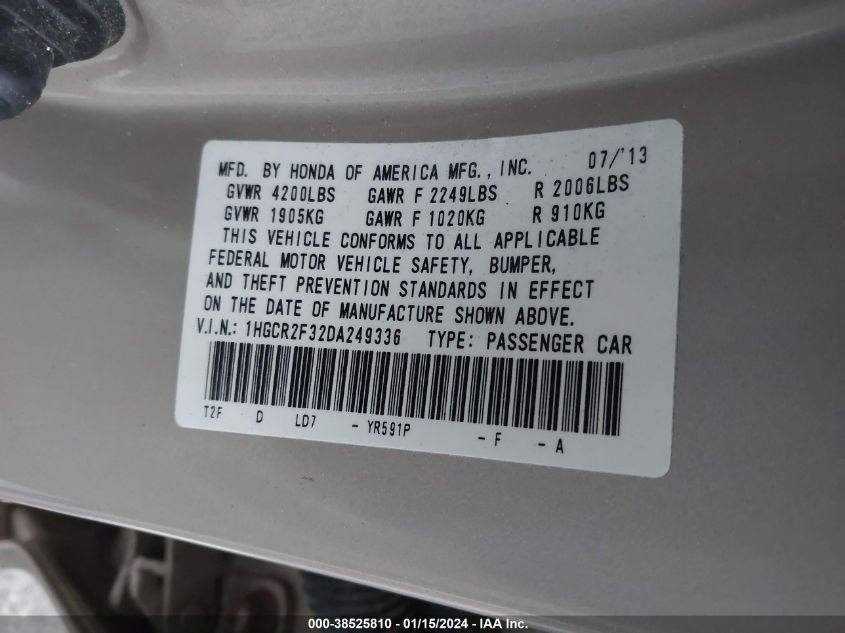 MFD. BY HONDA OF AMERICA MFG., INC. 07/'13
GVWR 4200LBS GAWR F 2249LBS R 2006LBS
GVWR 1905KG GAWR F 1020KG R 910KG
THIS VEHICLE CONFORMS TO ALL APPLICABLE
FEDERAL MOTOR VEHICLE SAFETY, BUMPER,
AND THEFT PREVENTION STANDARDS IN EFFECT
ON THE DATE OF MANUFACTURE SHOWN ABOVE.
V.I.N.: 1HGCR2F32DA249336 TYPE: PASSENGER CAR
T2F D LD7 - YR591P - F - A
000-38525810 - 01/15/2024 - IAA Inc.